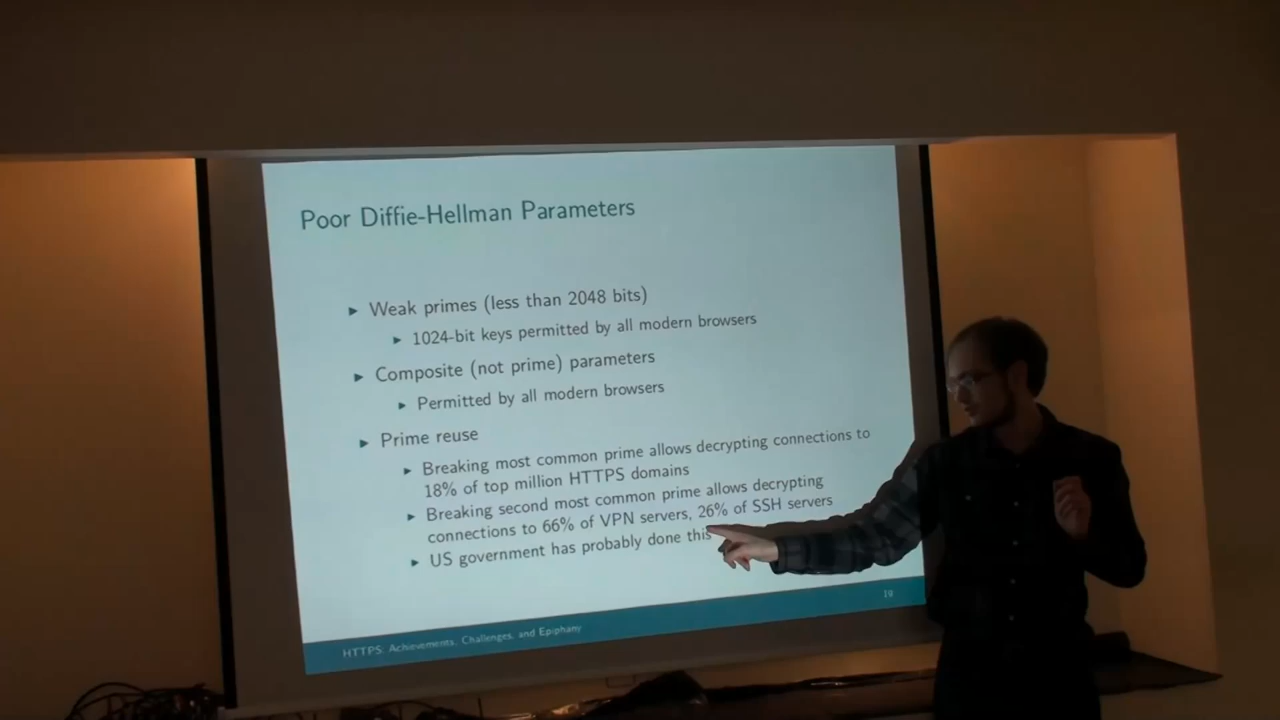 Poor Diffie-Hellman Parameters
▶ Weak primes (less than 2048 bits)
▶ 1024-bit keys permitted by all modern browsers
▶ Composite (not prime) parameters
▶ Permitted by all modern browsers
▶ Prime reuse
▶ Breaking most common prime allows decrypting connections to
18% of top million HTTPS domains
▶ Breaking second most common prime allows decrypting
connections to 66% of VPN servers, 26% of SSH servers
▶ US government has probably done this
19
HTTPS: Achievements, Challenges, and Epiphany